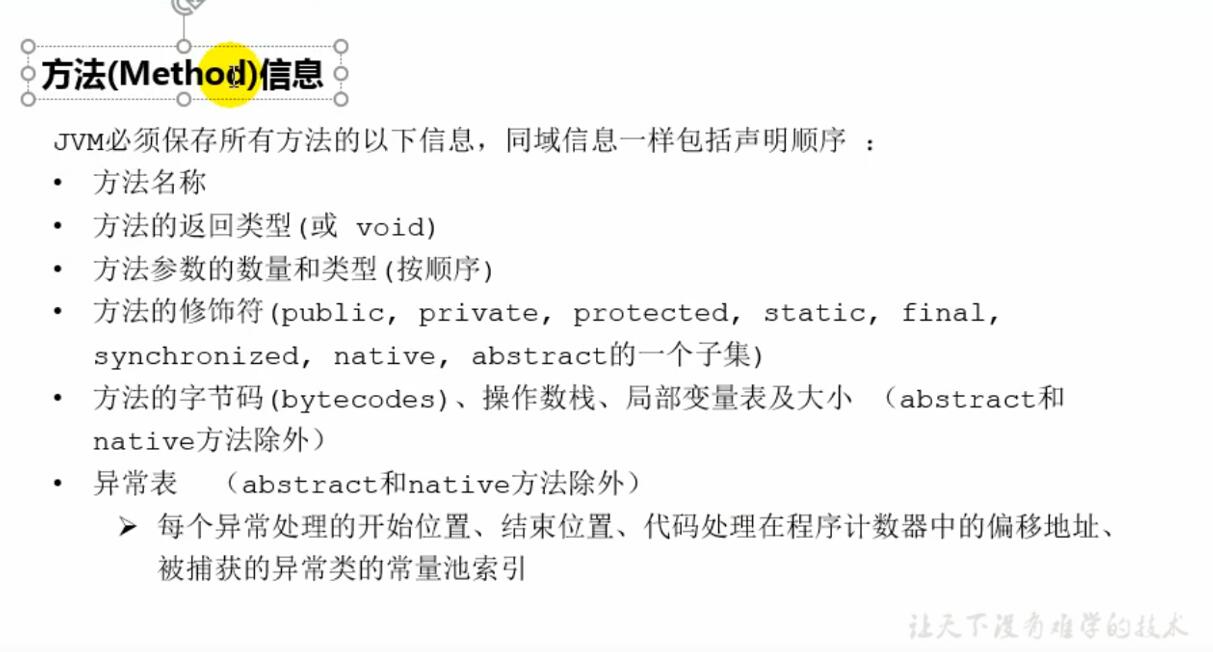 方法(Method)信息
JVM必须保存所有方法的以下信息，同域信息一样包括声明顺序 ：
• 方法名称
• 方法的返回类型(或 void)
• 方法参数的数量和类型(按顺序)
• 方法的修饰符(public, private, protected, static, final,
synchronized, native, abstract的一个子集)
• 方法的字节码(bytecodes)、操作数栈、局部变量表及大小 （abstract和
native方法除外）
• 异常表 （abstract和native方法除外）
➢ 每个异常处理的开始位置、结束位置、代码处理在程序计数器中的偏移地址、
被捕获的异常类的常量池索引
让天下没有难学的技术